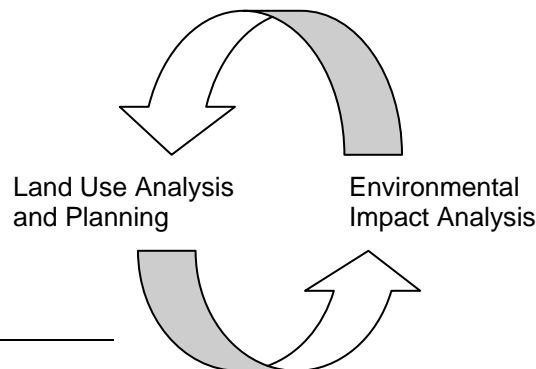 Land Use Analysis
and Planning
Environmental
Impact Analysis